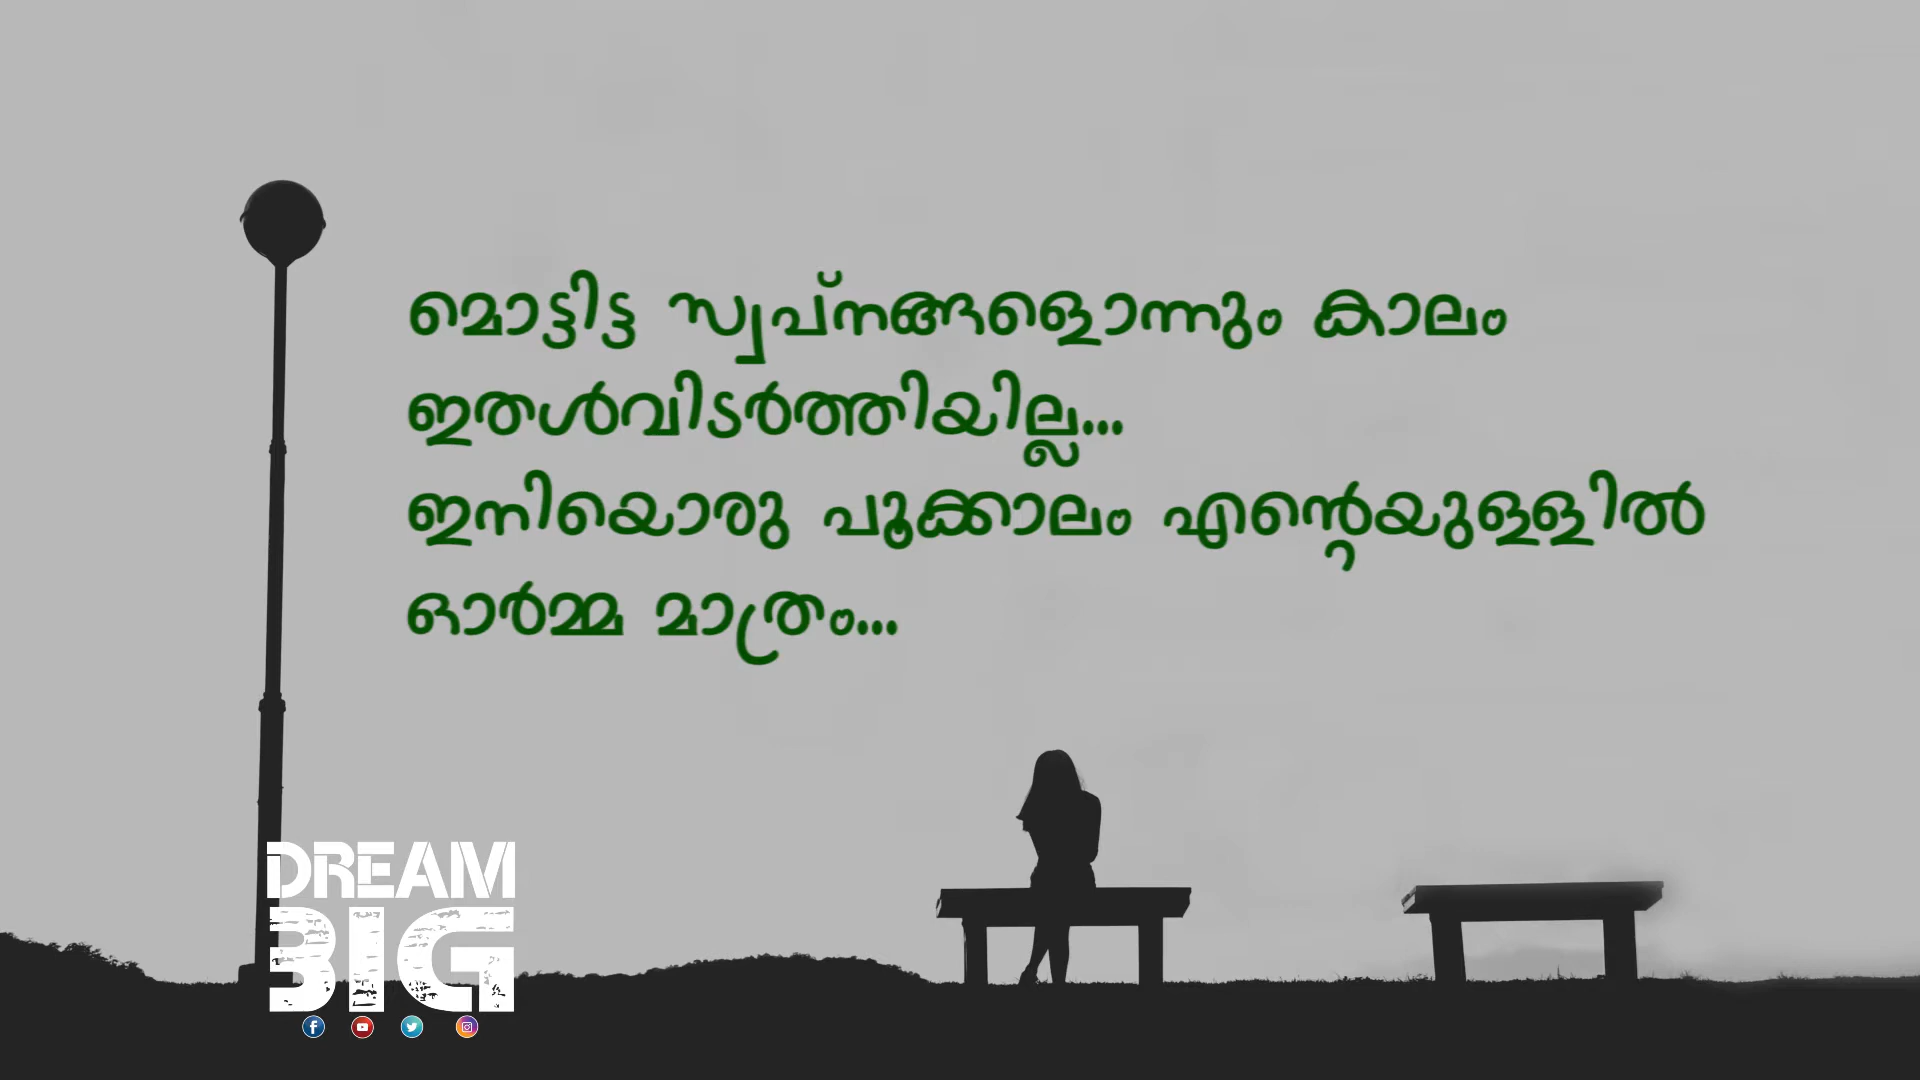 മൊട്ടിട്ട സ്വപ്നങ്ങളൊന്നും കാലം
ഇതൾവിടർത്തിയില്ല...
ഇനിയൊരു പൂക്കാലം എന്റെയുള്ളിൽ
ഓർമ്മ മാത്രം...
DREAM
BIG